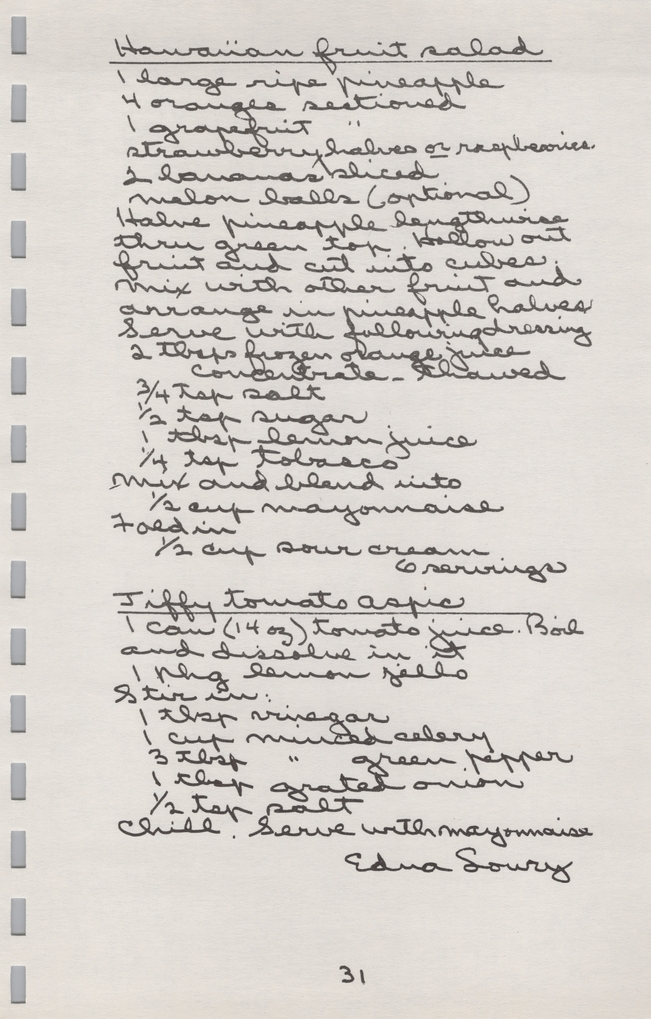 Hawaiian fruit salad
1 large ripe pineapple
4 oranges sectioned
1 grapefruit "
strawberry halves or raspberries.
2 bananas sliced
melon balls (optional)
Halve pineapple lengthwise
thru green top. Hollow out
fruit and cut into cubes.
Mix with other fruit and
arrange in pineapple halves
Serve with following dressing
2 tbsps frozen orange juice
concentrate - thawed
3/4 tsp salt
1/2 tsp sugar
1 tbsp lemon juice
1/4 tsp Tobasco
Mix and blend into
1/2 cup mayonnaise
Fold in
1/2 cup sour cream
6 servings
Jiffy tomato aspic
1 can (14 oz) tomato juice. Boil
and dissolve in it
1 pkg lemon jello
Stir in:
1 tbsp vinegar
1 cup minced celery
3 tbsp " green pepper
1 tbsp grated onion
1/2 tsp salt
Chill. Serve with mayonnaise
Edna Soury
31